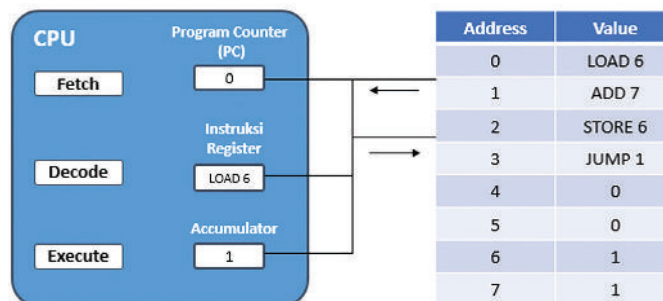 CPU
Program Counter
(PC)
0
Fetch
Instruksi
Register
LOAD 6
Decode
Accumulator
1
Execute
Address Value
0 LOAD 6
1 ADD 7
2 STORE 6
3 JUMP 1
4 0
5 0
6 1
7 1